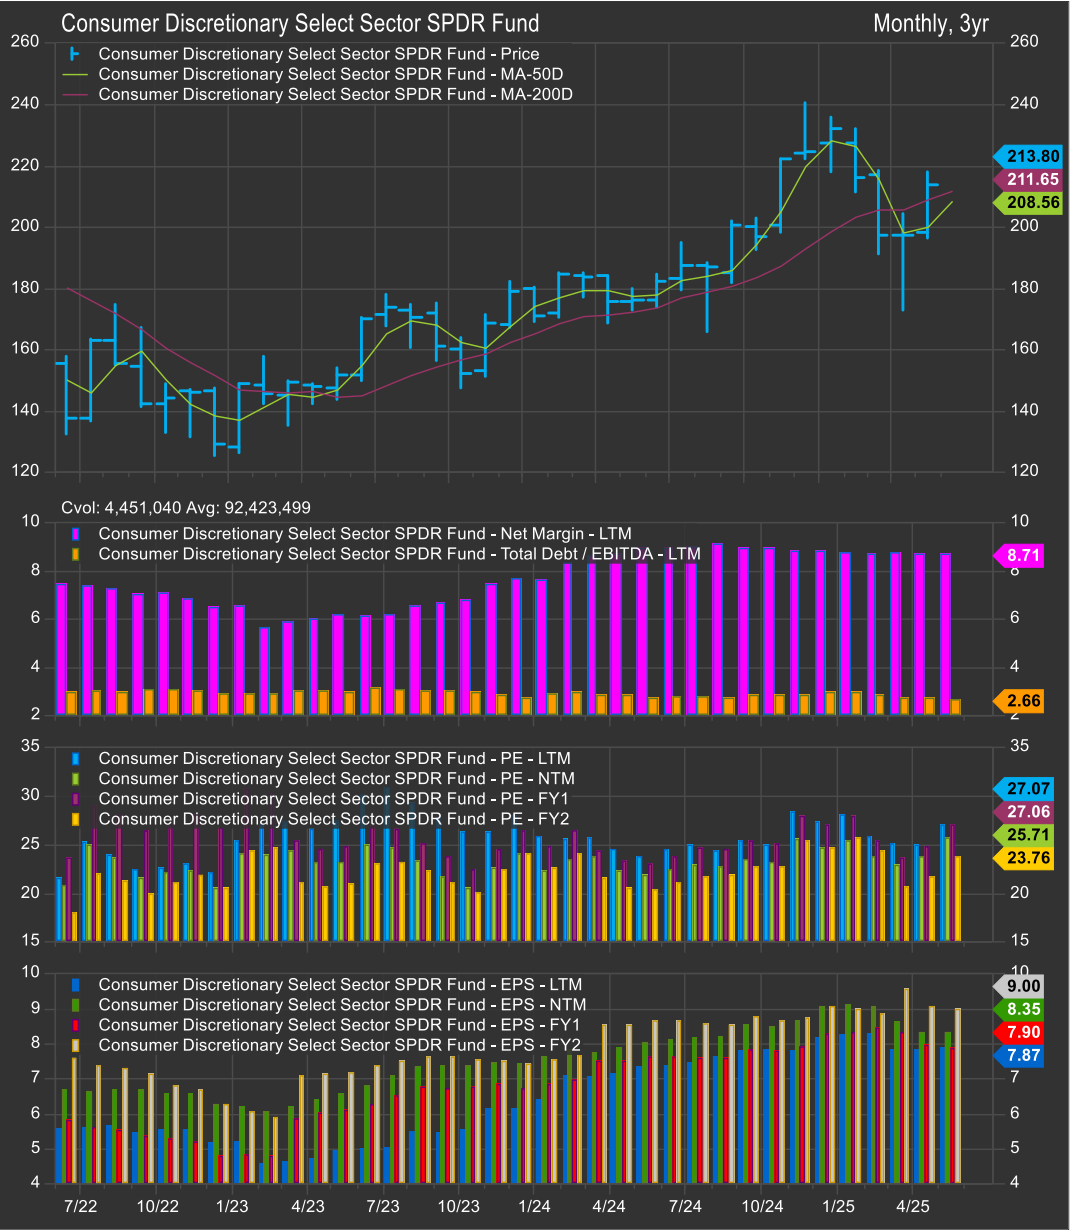 Consumer Discretionary Select Sector SPDR Fund Monthly, 3yr
260 260
Consumer Discretionary Select Sector SPDR Fund - Price
Consumer Discretionary Select Sector SPDR Fund - MA-50D
Consumer Discretionary Select Sector SPDR Fund - MA-200D
240 240
220 220
213.80
211.65
208.56
200 200
180 180
160 160
140 140
120 120
Cvol: 4,451,040 Avg: 92,423,499
10 10
Consumer Discretionary Select Sector SPDR Fund - Net Margin - LTM
Consumer Discretionary Select Sector SPDR Fund - Total Debt / EBITDA - LTM
8.71
8 8
6 6
4 4
2.66
2 2
35 35
Consumer Discretionary Select Sector SPDR Fund - PE - LTM
Consumer Discretionary Select Sector SPDR Fund - PE - NTM
Consumer Discretionary Select Sector SPDR Fund - PE - FY1
Consumer Discretionary Select Sector SPDR Fund - PE - FY2
30
27.07
27.06
25.71
25
23.76
20 20
15 15
10 10
Consumer Discretionary Select Sector SPDR Fund - EPS - LTM
Consumer Discretionary Select Sector SPDR Fund - EPS - NTM
Consumer Discretionary Select Sector SPDR Fund - EPS - FY1
Consumer Discretionary Select Sector SPDR Fund - EPS - FY2
9.00
9
8.35
7.90
8
7.87
7 7
6 6
5 5
4 4
7/22 10/22 1/23 4/23 7/23 10/23 1/24 4/24 7/24 10/24 1/25 4/25